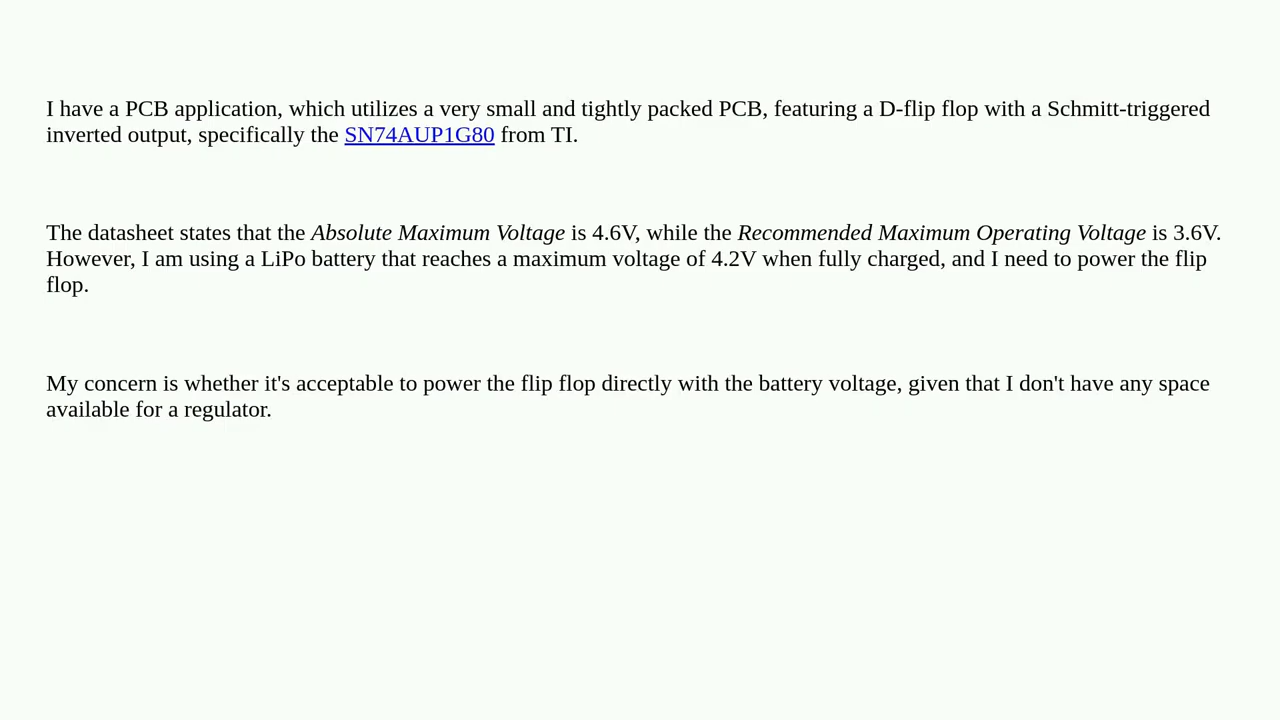 I have a PCB application, which utilizes a very small and tightly packed PCB, featuring a D-flip flop with a Schmitt-triggered
inverted output, specifically the SN74AUP1G80 from TI.
The datasheet states that the Absolute Maximum Voltage is 4.6V, while the Recommended Maximum Operating Voltage is 3.6V.
However, I am using a LiPo battery that reaches a maximum voltage of 4.2V when fully charged, and I need to power the flip
flop.
My concern is whether it's acceptable to power the flip flop directly with the battery voltage, given that I don't have any space
available for a regulator.